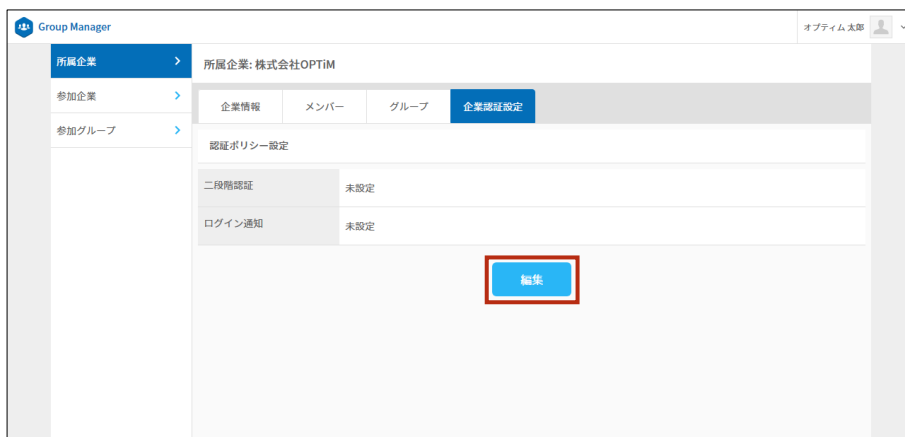 Group Manager
オプティム 太郎
所属企業
参加企業
参加グループ
所属企業: 株式会社OPTiM
企業情報 メンバー グループ 企業認証設定
認証ポリシー設定
二段階認証 未設定
ログイン通知 未設定
編集